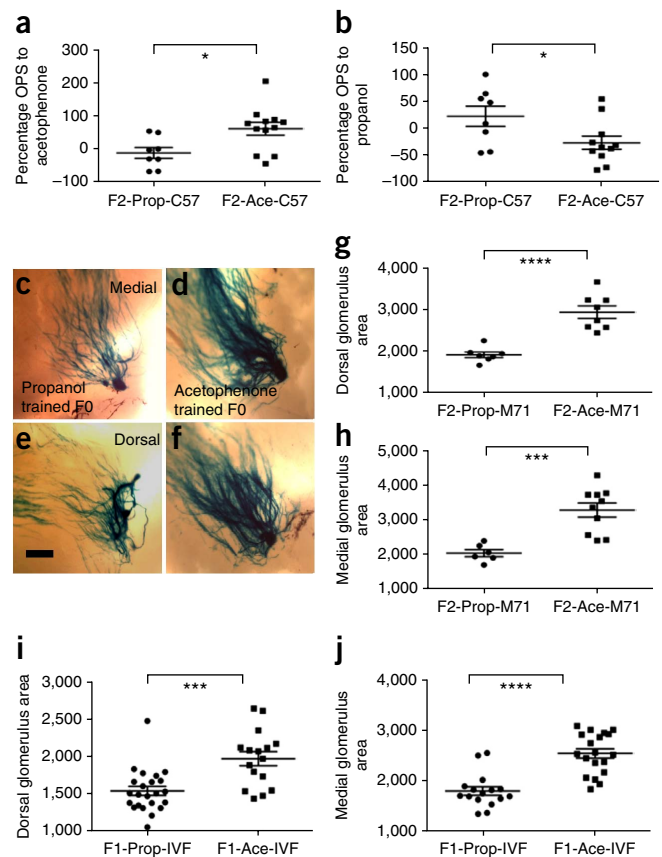 a
Percentage OPS to
acetophenone
300
200
100
0
–100
*
F2-Prop-C57
F2-Ace-C57
b
Percentage OPS to
propanol
150
100
50
0
–50
–100
*
F2-Prop-C57
F2-Ace-C57
c
Medial
Propanol
trained F0
d
Acetophenone
trained F0
e
Dorsal
f
g
Dorsal glomerulus
area
4,000
3,000
2,000
1,000
****
F2-Prop-M71
F2-Ace-M71
h
Medial glomerulus
area
5,000
4,000
3,000
2,000
1,000
***
F2-Prop-M71
F2-Ace-M71
i
Dorsal glomerulus area
3,000
2,500
2,000
1,500
1,000
***
F1-Prop-IVF
F1-Ace-IVF
j
Medial glomerulus
area
4,000
3,000
2,000
1,000
****
F1-Prop-IVF
F1-Ace-IVF